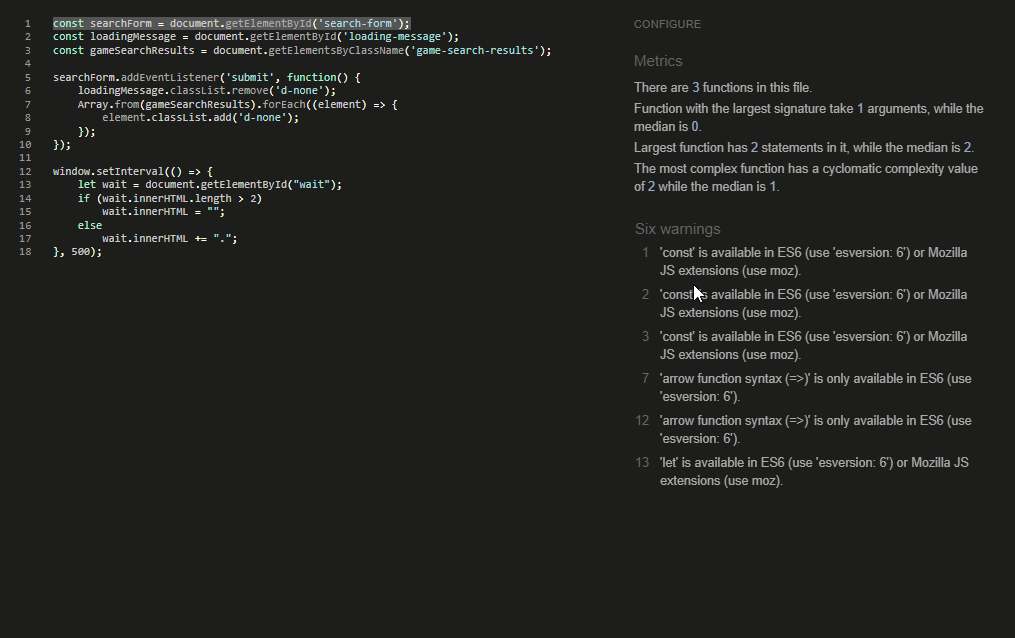 1 const searchForm = document.getElementById('search-form');
2 const loadingMessage = document.getElementById('loading-message');
3 const gameSearchResults = document.getElementsByClassName('game-search-results');
4
5 searchForm.addEventListener('submit', function() {
6 loadingMessage.classList.remove('d-none');
7 Array.from(gameSearchResults).forEach((element) => {
8 element.classList.add('d-none');
9 });
10 });
11
12 window.setInterval(() => {
13 let wait = document.getElementById("wait");
14 if (wait.innerHTML.length > 2)
15 wait.innerHTML = "";
16 else
17 wait.innerHTML += ".";
18 }, 500);
CONFIGURE
Metrics
There are 3 functions in this file.
Function with the largest signature take 1 arguments, while the
median is 0.
Largest function has 2 statements in it, while the median is 2.
The most complex function has a cyclomatic complexity value
of 2 while the median is 1.
Six warnings
1 'const' is available in ES6 (use 'esversion: 6') or Mozilla
JS extensions (use moz).
2 'const' is available in ES6 (use 'esversion: 6') or Mozilla
JS extensions (use moz).
3 'const' is available in ES6 (use 'esversion: 6') or Mozilla
JS extensions (use moz).
7 'arrow function syntax (=>)' is only available in ES6 (use
'esversion: 6').
12 'arrow function syntax (=>)' is only available in ES6 (use
'esversion: 6').
13 'let' is available in ES6 (use 'esversion: 6') or Mozilla JS
extensions (use moz).